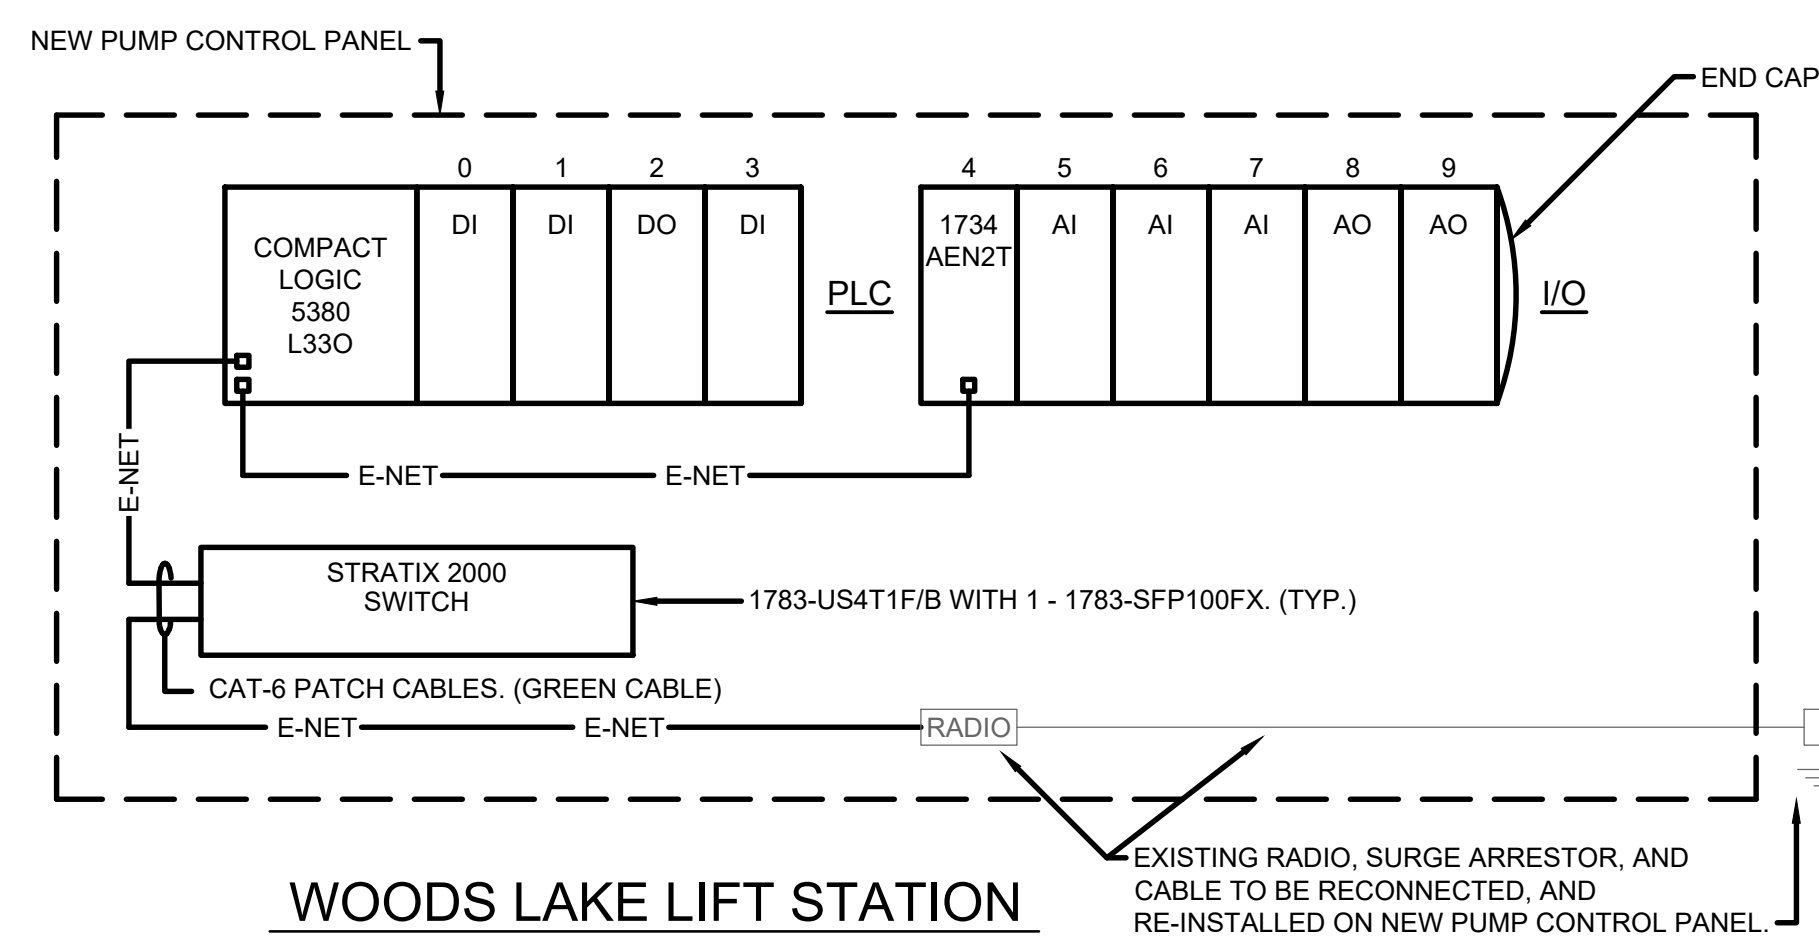 NEW PUMP CONTROL PANEL
END CAP
0 1 2 3 4 5 6 7 8 9
COMPACT
LOGIC
5380
L33O
DI DI DO DI
PLC
1734
AEN2T
AI AI AI AO AO
I/O
E-NET
E-NET E-NET
STRATIX 2000
SWITCH
1783-US4T1F/B WITH 1 - 1783-SFP100FX. (TYP.)
CAT-6 PATCH CABLES. (GREEN CABLE)
E-NET E-NET
RADIO
EXISTING RADIO, SURGE ARRESTOR, AND
CABLE TO BE RECONNECTED, AND
RE-INSTALLED ON NEW PUMP CONTROL PANEL.
WOODS LAKE LIFT STATION